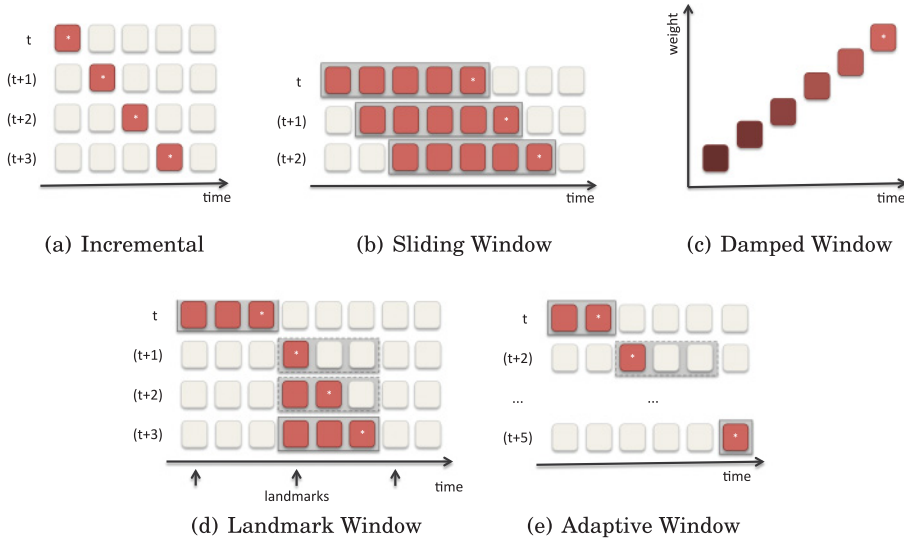 t
*
(t+1)
*
(t+2)
*
(t+3)
*
time
(a) Incremental
t
*
(t+1)
*
(t+2)
*
time
(b) Sliding Window
weight
*
time
(c) Damped Window
t
*
(t+1)
*
(t+2)
*
(t+3)
*
landmarks
time
(d) Landmark Window
t
*
(t+2)
*
... ...
(t+5)
*
time
(e) Adaptive Window